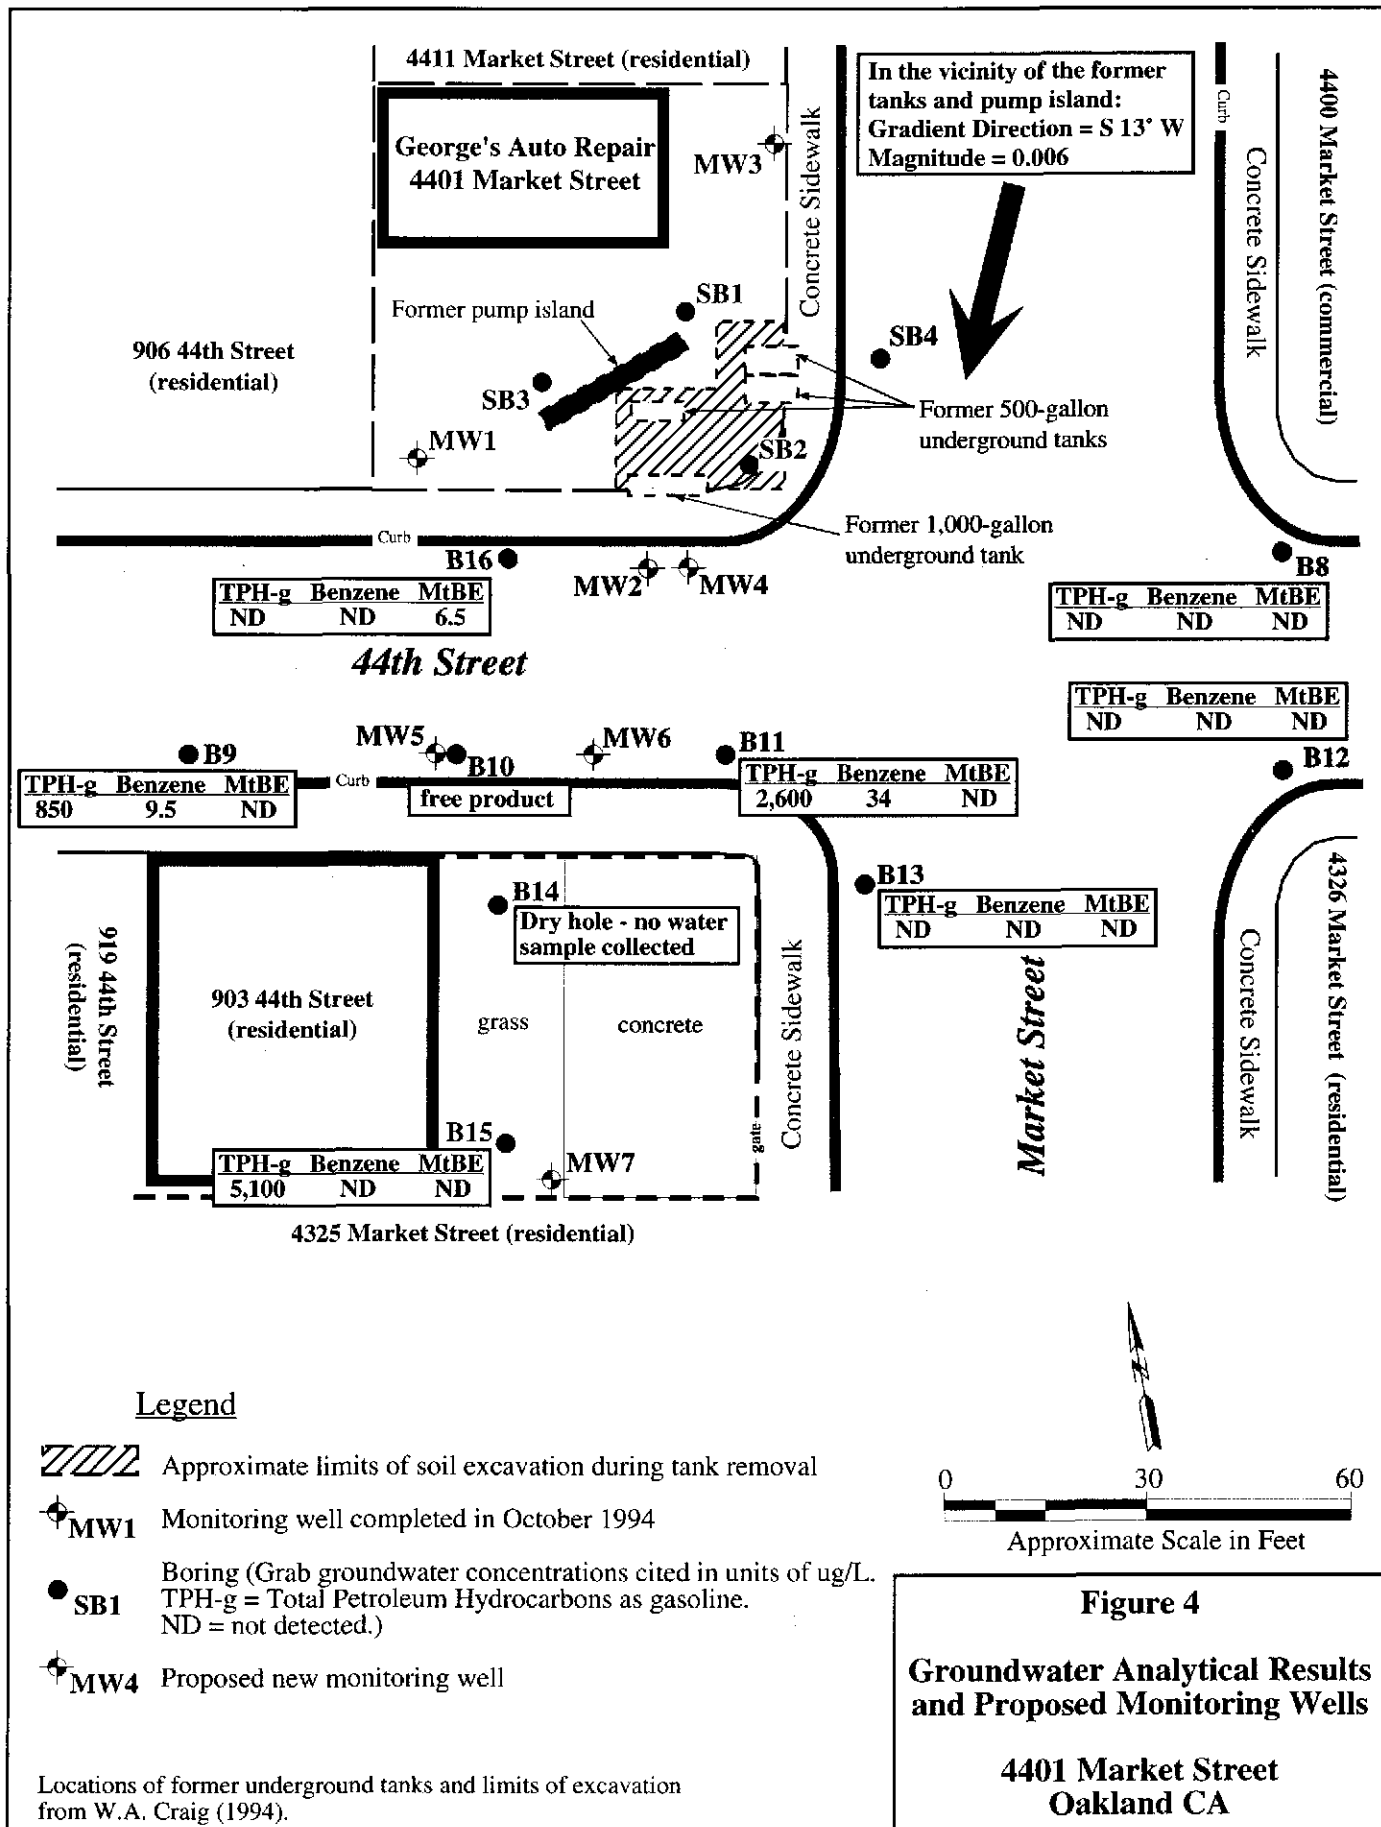 4411 Market Street (residential)
George's Auto Repair
4401 Market Street
MW3
Concrete Sidewalk
In the vicinity of the former
tanks and pump island:
Gradient Direction = S 13° W
Magnitude = 0.006
Curb
Concrete Sidewalk
4400 Market Street (commercial)
Former pump island
SB1
SB4
906 44th Street
(residential)
SB3
Former 500-gallon
underground tanks
MW1
SB2
Former 1,000-gallon
underground tank
Curb
B16
MW2
MW4
B8
TPH-g Benzene MtBE
ND ND 6.5
TPH-g Benzene MtBE
ND ND ND
44th Street
TPH-g Benzene MtBE
ND ND ND
B9
MW5
B10
MW6
B11
B12
TPH-g Benzene MtBE
850 9.5 ND
Curb
free product
TPH-g Benzene MtBE
2,600 34 ND
B14
Dry hole - no water
sample collected
B13
TPH-g Benzene MtBE
ND ND ND
919 44th Street
(residential)
903 44th Street
(residential)
grass
concrete
gate
Concrete Sidewalk
Market Street
Concrete Sidewalk
4326 Market Street (residential)
B15
TPH-g Benzene MtBE
5,100 ND ND
MW7
4325 Market Street (residential)
N
Legend
Approximate limits of soil excavation during tank removal
MW1 Monitoring well completed in October 1994
SB1 Boring (Grab groundwater concentrations cited in units of ug/L.
TPH-g = Total Petroleum Hydrocarbons as gasoline.
ND = not detected.)
MW4 Proposed new monitoring well
0 30 60
Approximate Scale in Feet
Locations of former underground tanks and limits of excavation
from W.A. Craig (1994).
Figure 4
Groundwater Analytical Results
and Proposed Monitoring Wells
4401 Market Street
Oakland CA